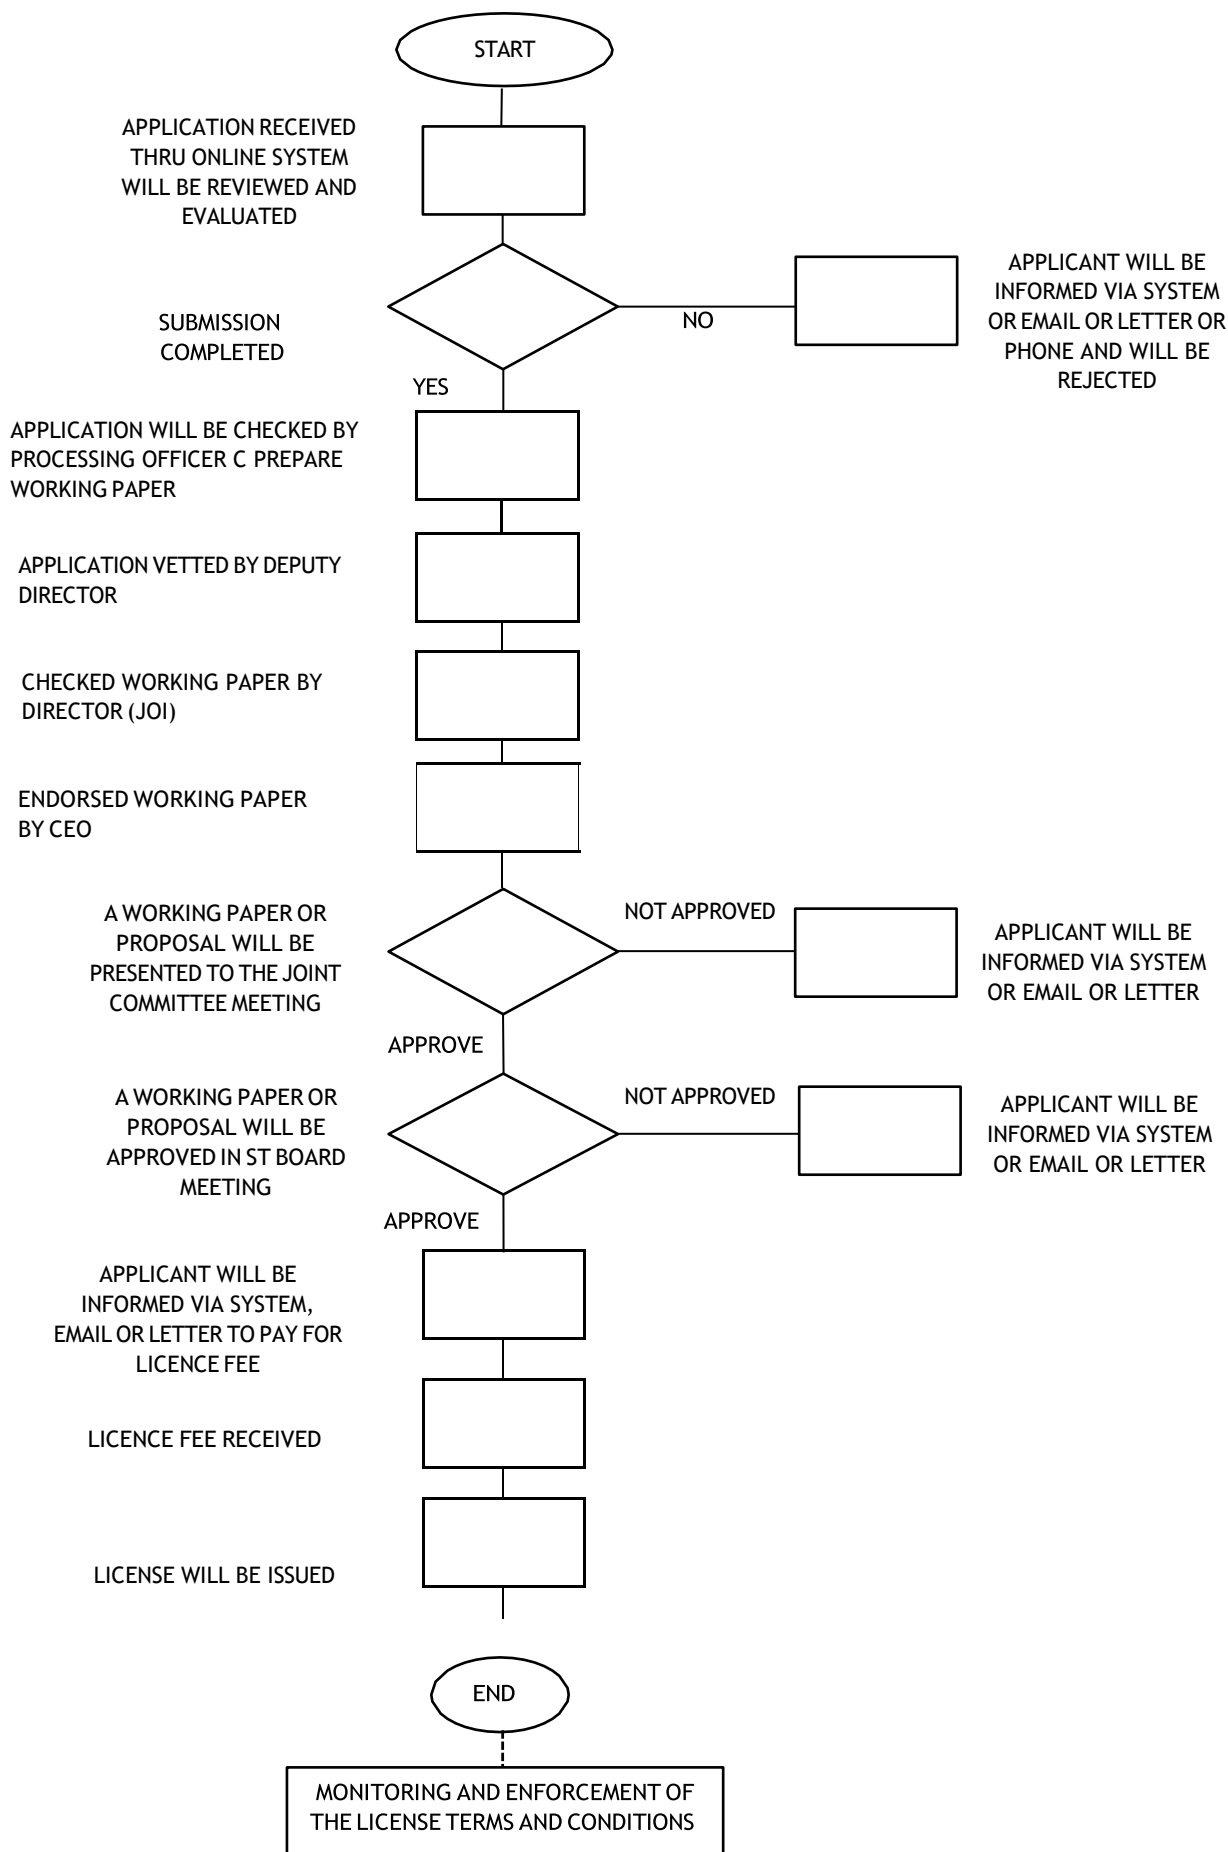 START
APPLICATION RECEIVED
THRU ONLINE SYSTEM
WILL BE REVIEWED AND
EVALUATED
SUBMISSION
COMPLETED
NO
APPLICANT WILL BE
INFORMED VIA SYSTEM
OR EMAIL OR LETTER OR
PHONE AND WILL BE
REJECTED
YES
APPLICATION WILL BE CHECKED BY
PROCESSING OFFICER C PREPARE
WORKING PAPER
APPLICATION VETTED BY DEPUTY
DIRECTOR
CHECKED WORKING PAPER BY
DIRECTOR (JOI)
ENDORSED WORKING PAPER
BY CEO
A WORKING PAPER OR
PROPOSAL WILL BE
PRESENTED TO THE JOINT
COMMITTEE MEETING
NOT APPROVED
APPLICANT WILL BE
INFORMED VIA SYSTEM
OR EMAIL OR LETTER
APPROVE
A WORKING PAPER OR
PROPOSAL WILL BE
APPROVED IN ST BOARD
MEETING
NOT APPROVED
APPLICANT WILL BE
INFORMED VIA SYSTEM
OR EMAIL OR LETTER
APPROVE
APPLICANT WILL BE
INFORMED VIA SYSTEM,
EMAIL OR LETTER TO PAY FOR
LICENCE FEE
LICENCE FEE RECEIVED
LICENSE WILL BE ISSUED
END
MONITORING AND ENFORCEMENT OF
THE LICENSE TERMS AND CONDITIONS